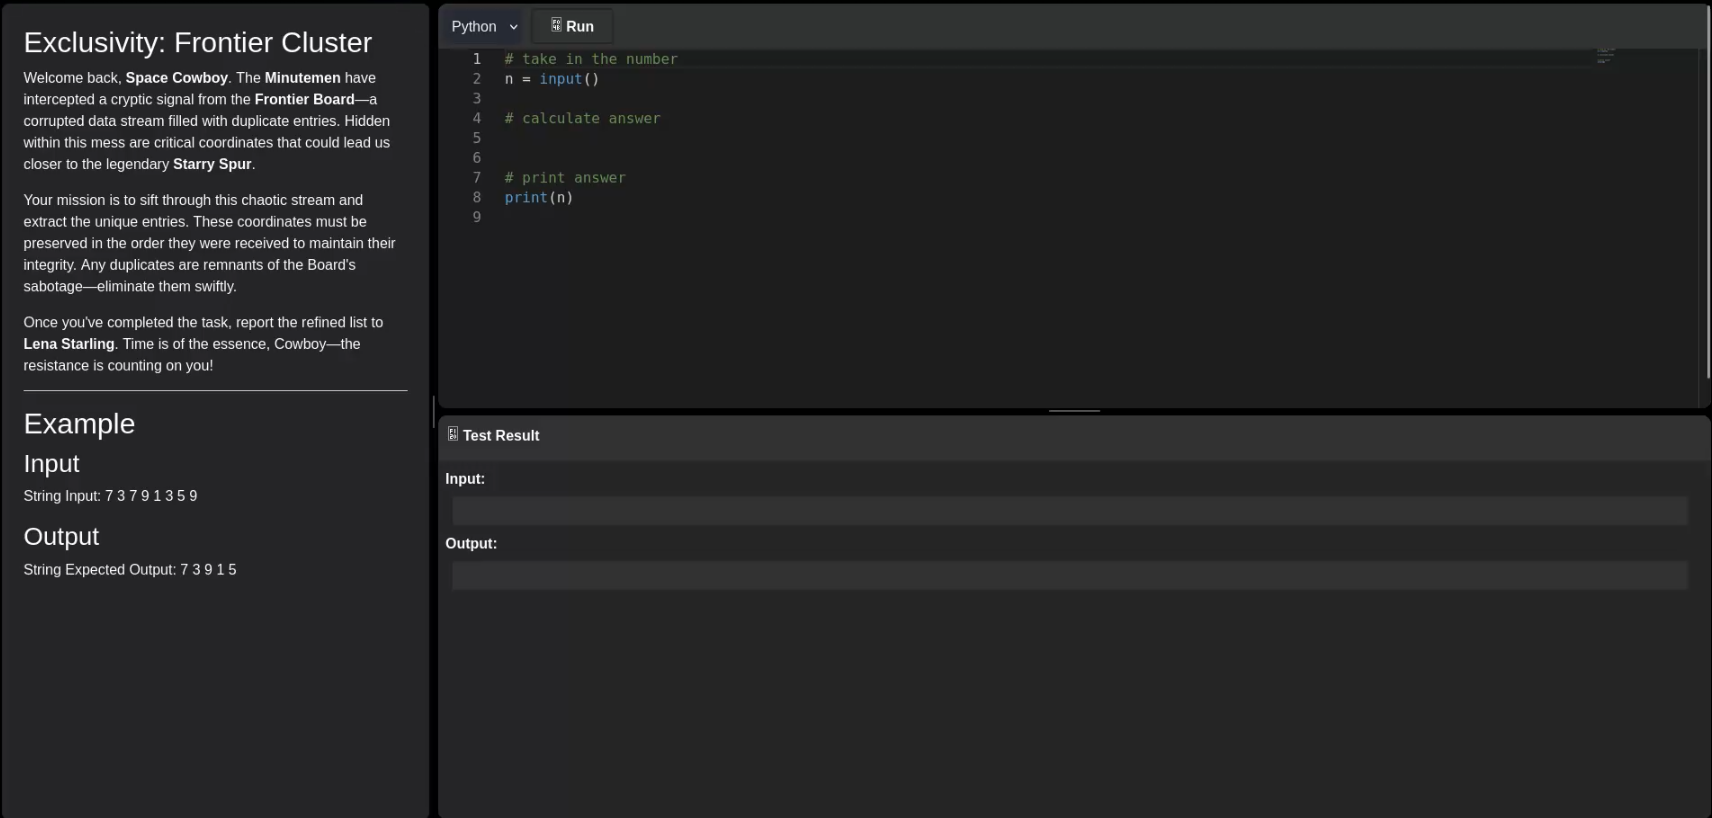 Exclusivity: Frontier Cluster
Welcome back, Space Cowboy. The Minutemen have
intercepted a cryptic signal from the Frontier Board—a
corrupted data stream filled with duplicate entries. Hidden
within this mess are critical coordinates that could lead us
closer to the legendary Starry Spur.
Your mission is to sift through this chaotic stream and
extract the unique entries. These coordinates must be
preserved in the order they were received to maintain their
integrity. Any duplicates are remnants of the Board's
sabotage—eliminate them swiftly.
Once you've completed the task, report the refined list to
Lena Starling. Time is of the essence, Cowboy—the
resistance is counting on you!
Example
Input
String Input: 7 3 7 9 1 3 5 9
Output
String Expected Output: 7 3 9 1 5
Python Run
1 # take in the number
2 n = input()
3
4 # calculate answer
5
6
7 # print answer
8 print(n)
9
Test Result
Input:
Output: